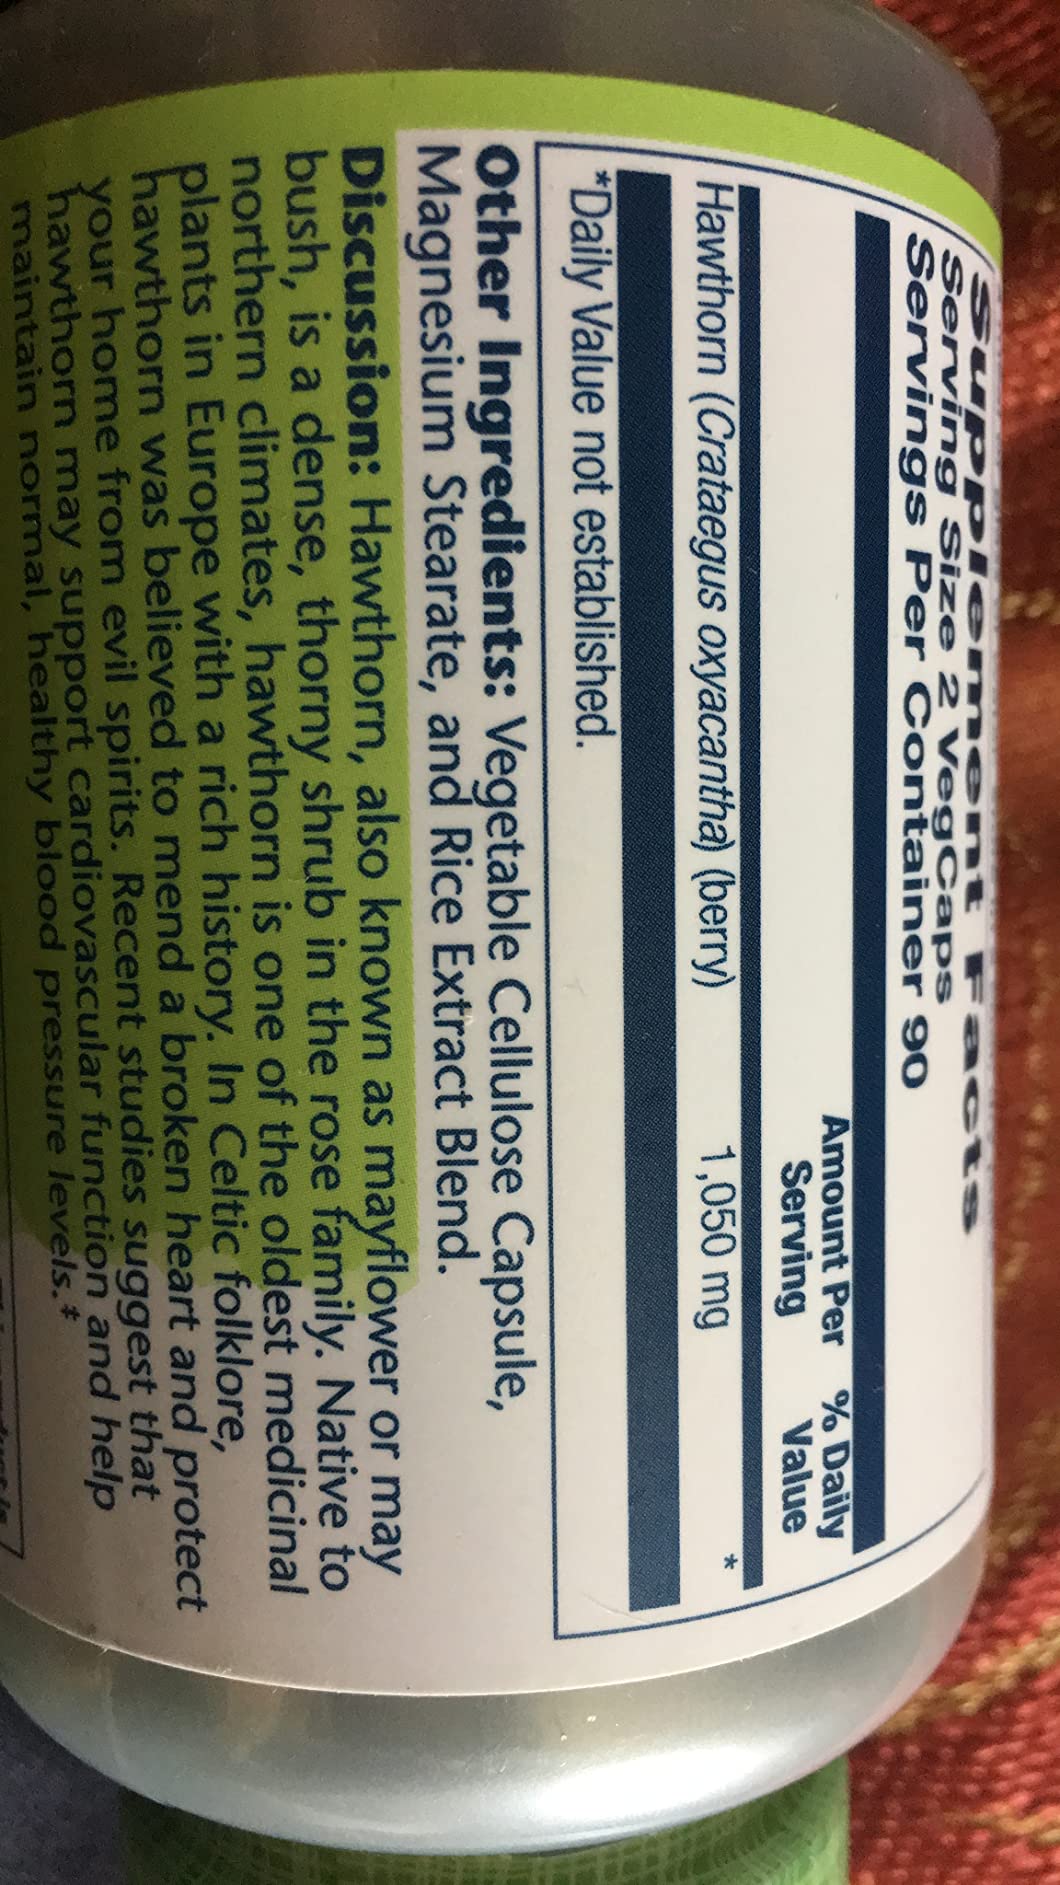 Supplement Facts
Serving Size 2 VegCaps
Servings Per Container 90
Amount Per Serving % Daily Value
Hawthorn (Crataegus oxyacantha) (berry) 1,050 mg *
*Daily Value not established.
Other Ingredients: Vegetable Cellulose Capsule,
Magnesium Stearate, and Rice Extract Blend.
Discussion: Hawthorn, also known as mayflower or may
bush, is a dense, thorny shrub in the rose family. Native to
northern climates, hawthorn is one of the oldest medicinal
plants in Europe with a rich history. In Celtic folklore,
hawthorn was believed to mend a broken heart and protect
your home from evil spirits. Recent studies suggest that
hawthorn may support cardiovascular function and help
maintain normal, healthy blood pressure levels.‡